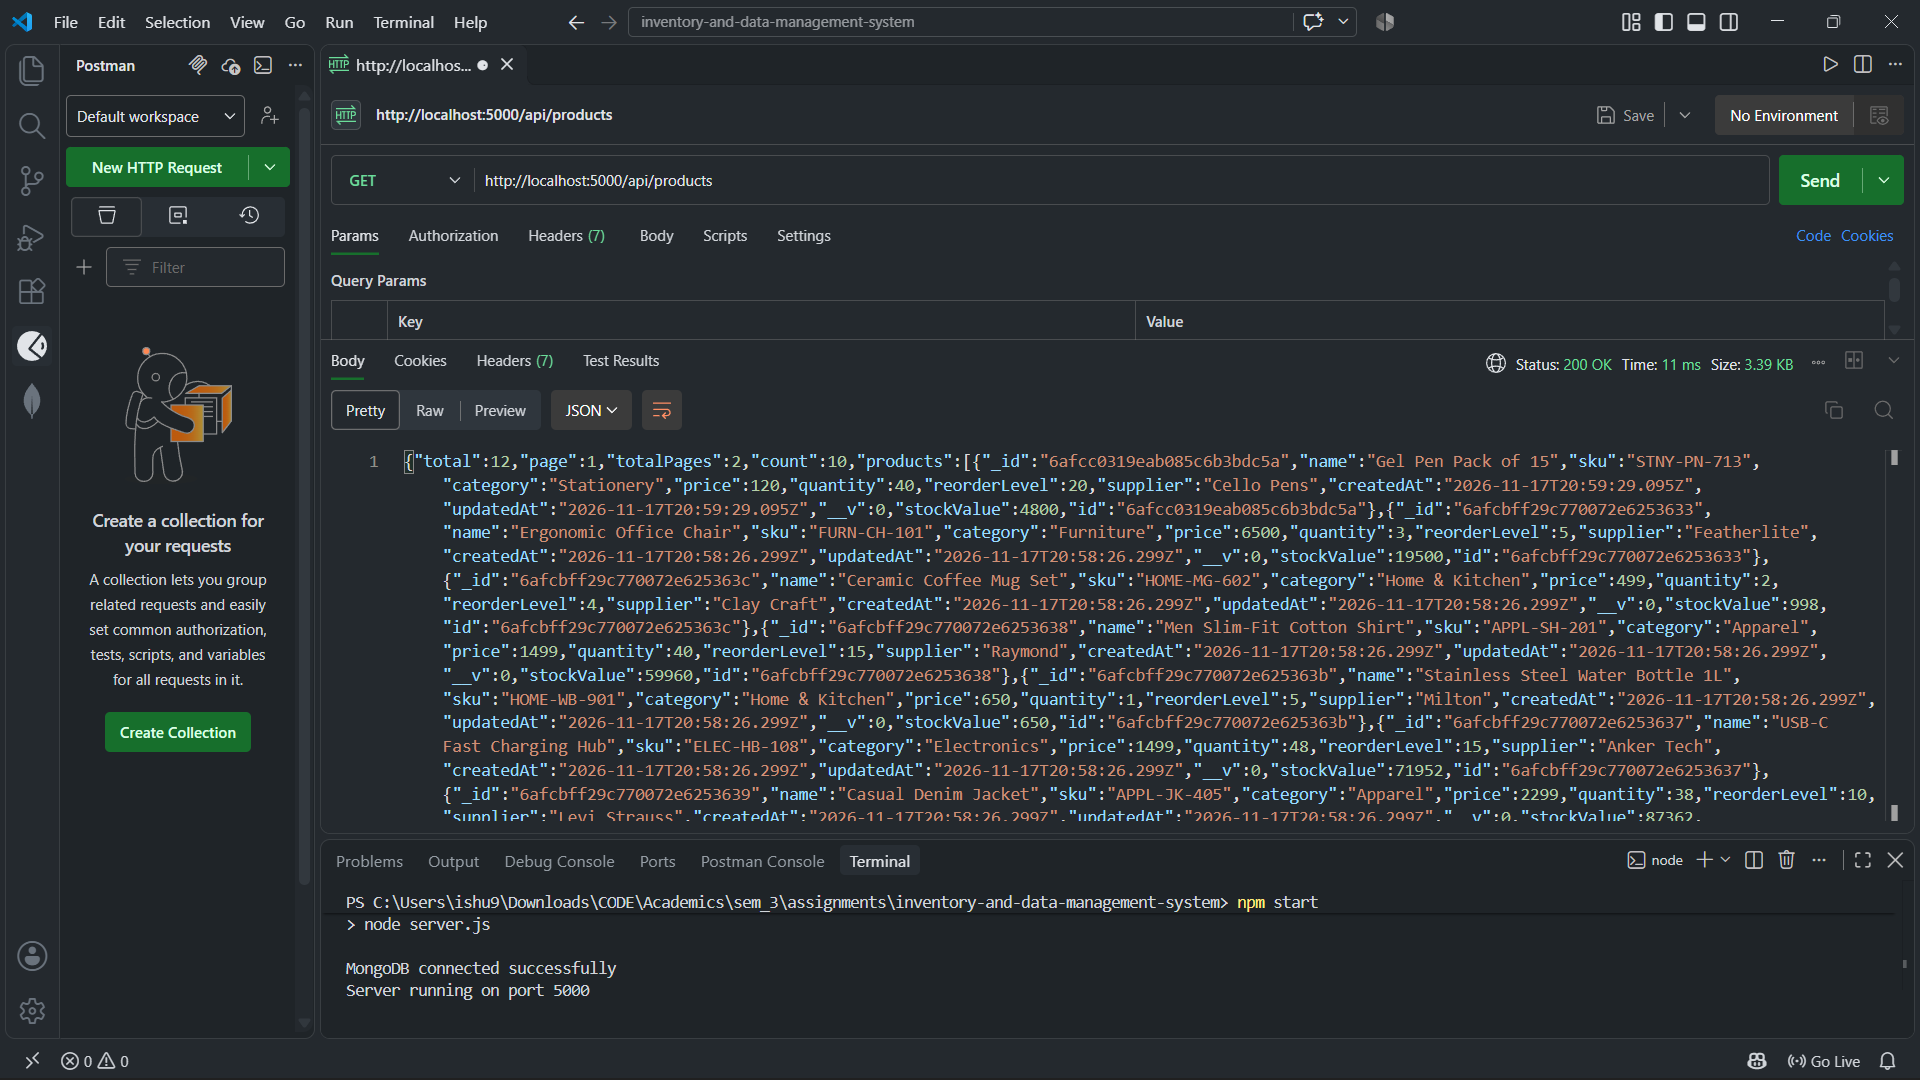 File Edit Selection View Go Run Terminal Help
inventory-and-data-management-system
Postman
http://localhos...
Default workspace
http://localhost:5000/api/products
Save
No Environment
New HTTP Request
GET
http://localhost:5000/api/products
Send
Params Authorization Headers (7) Body Scripts Settings
Code Cookies
Filter
Query Params
Key Value
Body Cookies Headers (7) Test Results
Status: 200 OK Time: 11 ms Size: 3.39 KB
Pretty Raw Preview JSON
1 {"total":12,"page":1,"totalPages":2,"count":10,"products":[{"_id":"6afcc0319eab085c6b3bdc5a","name":"Gel Pen Pack of 15","sku":"STNY-PN-713",
"category":"Stationery","price":120,"quantity":40,"reorderLevel":20,"supplier":"Cello Pens","createdAt":"2026-11-17T20:59:29.095Z",
"updatedAt":"2026-11-17T20:59:29.095Z","__v":0,"stockValue":4800,"id":"6afcc0319eab085c6b3bdc5a"},{"_id":"6afcbff29c770072e6253633",
"name":"Ergonomic Office Chair","sku":"FURN-CH-101","category":"Furniture","price":6500,"quantity":3,"reorderLevel":5,"supplier":"Featherlite",
"createdAt":"2026-11-17T20:58:26.299Z","updatedAt":"2026-11-17T20:58:26.299Z","__v":0,"stockValue":19500,"id":"6afcbff29c770072e6253633"},
{"_id":"6afcbff29c770072e625363c","name":"Ceramic Coffee Mug Set","sku":"HOME-MG-602","category":"Home & Kitchen","price":499,"quantity":2,
"reorderLevel":4,"supplier":"Clay Craft","createdAt":"2026-11-17T20:58:26.299Z","updatedAt":"2026-11-17T20:58:26.299Z","__v":0,"stockValue":998,
"id":"6afcbff29c770072e625363c"},{"_id":"6afcbff29c770072e6253638","name":"Men Slim-Fit Cotton Shirt","sku":"APPL-SH-201","category":"Apparel",
"price":1499,"quantity":40,"reorderLevel":15,"supplier":"Raymond","createdAt":"2026-11-17T20:58:26.299Z","updatedAt":"2026-11-17T20:58:26.299Z",
"__v":0,"stockValue":59960,"id":"6afcbff29c770072e6253638"},{"_id":"6afcbff29c770072e625363b","name":"Stainless Steel Water Bottle 1L",
"sku":"HOME-WB-901","category":"Home & Kitchen","price":650,"quantity":1,"reorderLevel":5,"supplier":"Milton","createdAt":"2026-11-17T20:58:26.299Z",
"updatedAt":"2026-11-17T20:58:26.299Z","__v":0,"stockValue":650,"id":"6afcbff29c770072e625363b"},{"_id":"6afcbff29c770072e6253637","name":"USB-C
Fast Charging Hub","sku":"ELEC-HB-108","category":"Electronics","price":1499,"quantity":48,"reorderLevel":15,"supplier":"Anker Tech",
"createdAt":"2026-11-17T20:58:26.299Z","updatedAt":"2026-11-17T20:58:26.299Z","__v":0,"stockValue":71952,"id":"6afcbff29c770072e6253637"},
{"_id":"6afcbff29c770072e6253639","name":"Casual Denim Jacket","sku":"APPL-JK-405","category":"Apparel","price":2299,"quantity":38,"reorderLevel":10,
"supplier":"Levi Strauss","createdAt":"2026-11-17T20:58:26.299Z","updatedAt":"2026-11-17T20:58:26.299Z","__v":0,"stockValue":87362,
Create a collection for
your requests
A collection lets you group
related requests and easily
set common authorization,
tests, scripts, and variables
for all requests in it.
Create Collection
Problems Output Debug Console Ports Postman Console Terminal
node
PS C:\Users\ishu9\Downloads\CODE\Academics\sem_3\assignments\inventory-and-data-management-system> npm start
> node server.js
MongoDB connected successfully
Server running on port 5000
0 0
Go Live